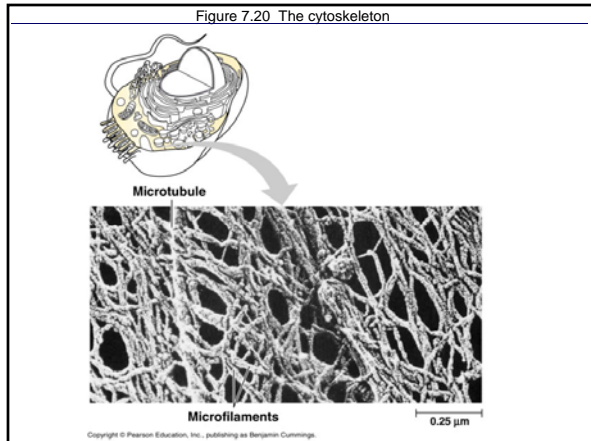 Figure 7.20 The cytoskeleton
Microtubule
Microfilaments
0.25 μm
Copyright © Pearson Education, Inc., publishing as Benjamin Cummings.